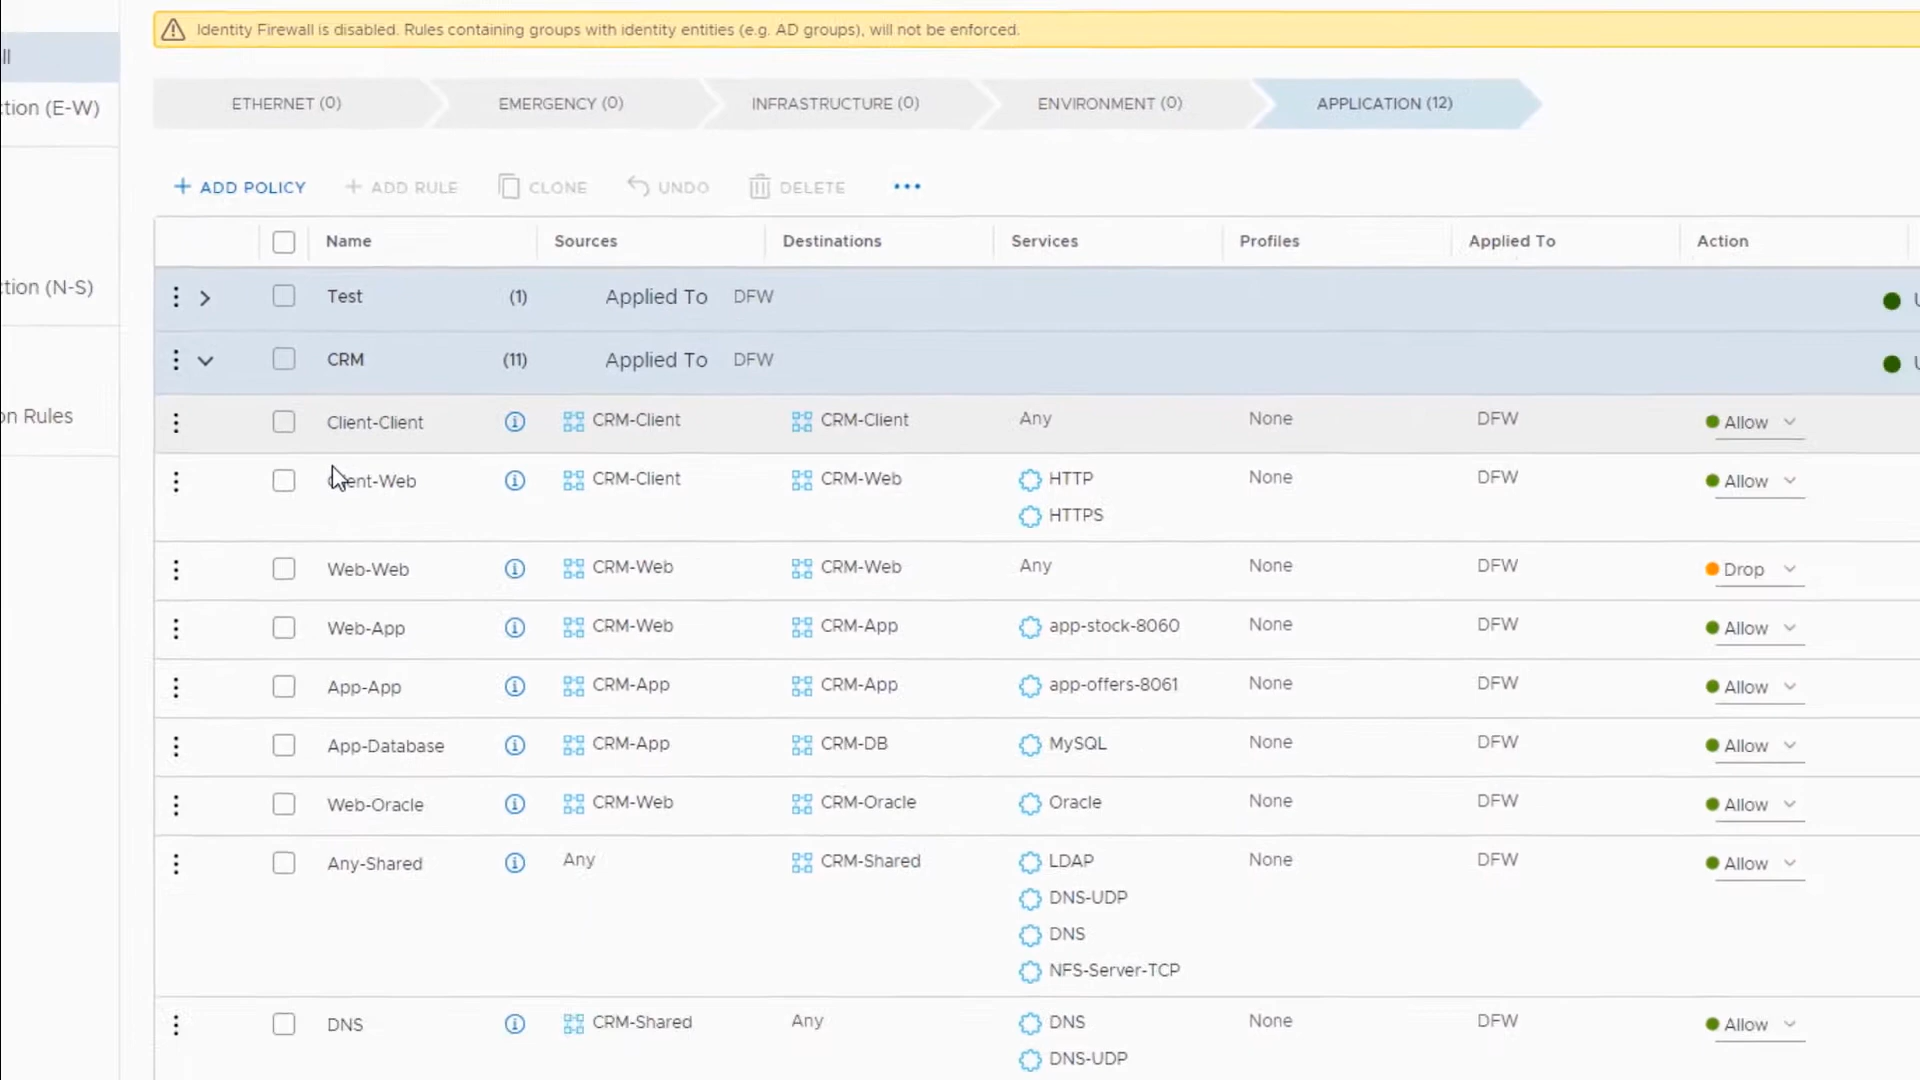 Identity Firewall is disabled. Rules containing groups with identity entities (e.g. AD groups), will not be enforced.
ll
ction (E-W)
ction (N-S)
on Rules
ETHERNET (0) EMERGENCY (0) INFRASTRUCTURE (0) ENVIRONMENT (0) APPLICATION (12)
+ ADD POLICY + ADD RULE CLONE UNDO DELETE ...
Name Sources Destinations Services Profiles Applied To Action
Test (1) Applied To DFW U
CRM (11) Applied To DFW U
Client-Client CRM-Client CRM-Client Any None DFW Allow
ent-Web CRM-Client CRM-Web HTTP None DFW Allow
HTTPS
Web-Web CRM-Web CRM-Web Any None DFW Drop
Web-App CRM-Web CRM-App app-stock-8060 None DFW Allow
App-App CRM-App CRM-App app-offers-8061 None DFW Allow
App-Database CRM-App CRM-DB MySQL None DFW Allow
Web-Oracle CRM-Web CRM-Oracle Oracle None DFW Allow
Any-Shared Any CRM-Shared LDAP None DFW Allow
DNS-UDP
DNS
NFS-Server-TCP
DNS CRM-Shared Any DNS None DFW Allow
DNS-UDP